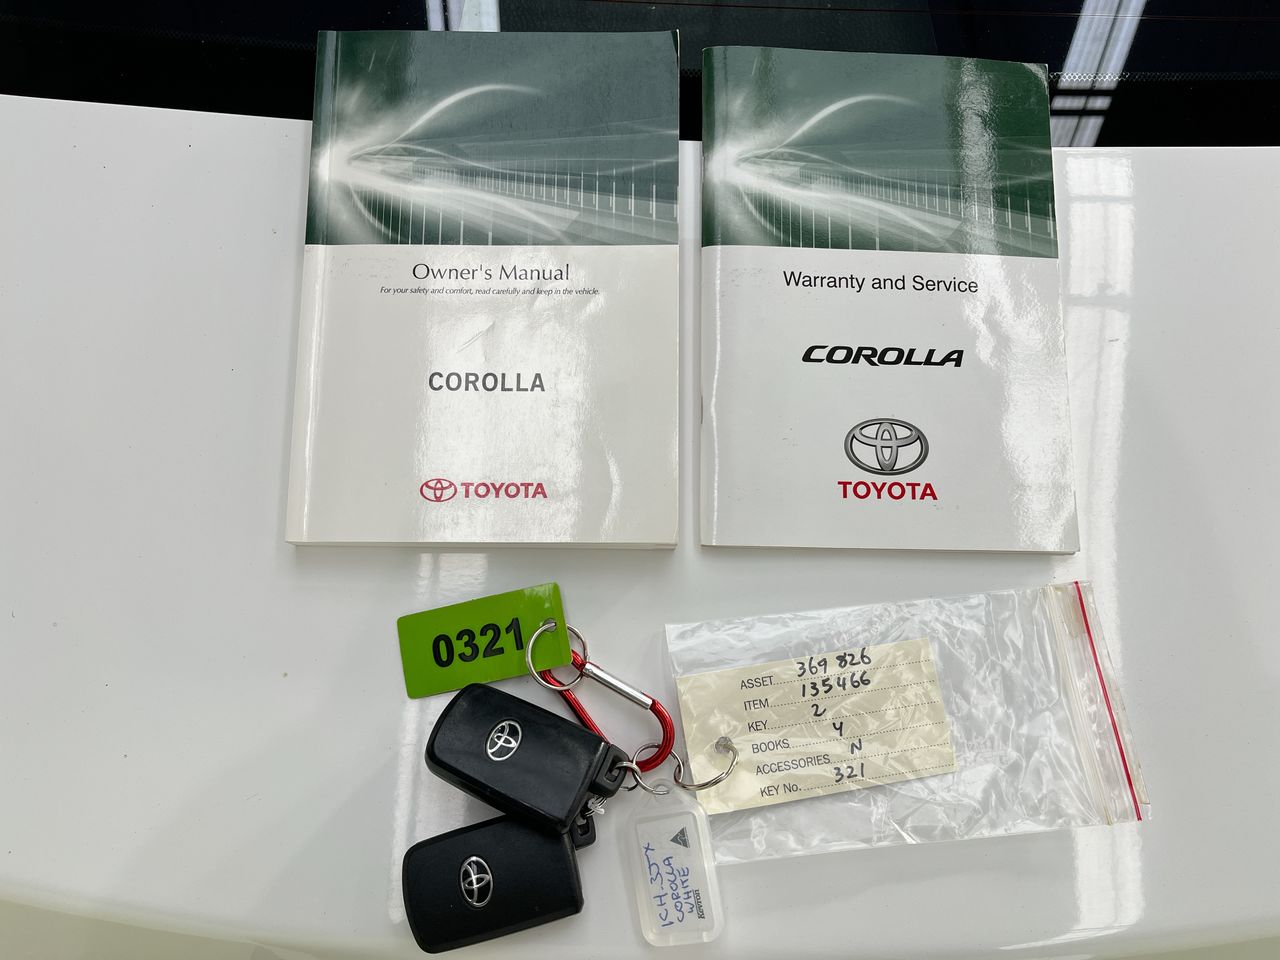 Owner's Manual
For your safety and comfort, read carefully and keep in the vehicle.
COROLLA
TOYOTA
Warranty and Service
COROLLA
TOYOTA
0321
ASSET 369 826
ITEM 135466
KEY 2
BOOKS Y
ACCESSORIES N
KEY No. 321
COROLLA
WHITE
Kevron